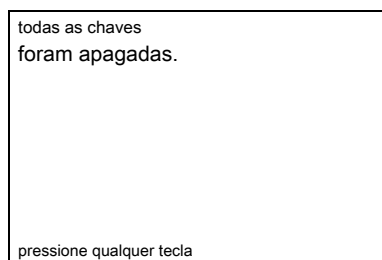 todas as chaves
foram apagadas.
pressione qualquer tecla